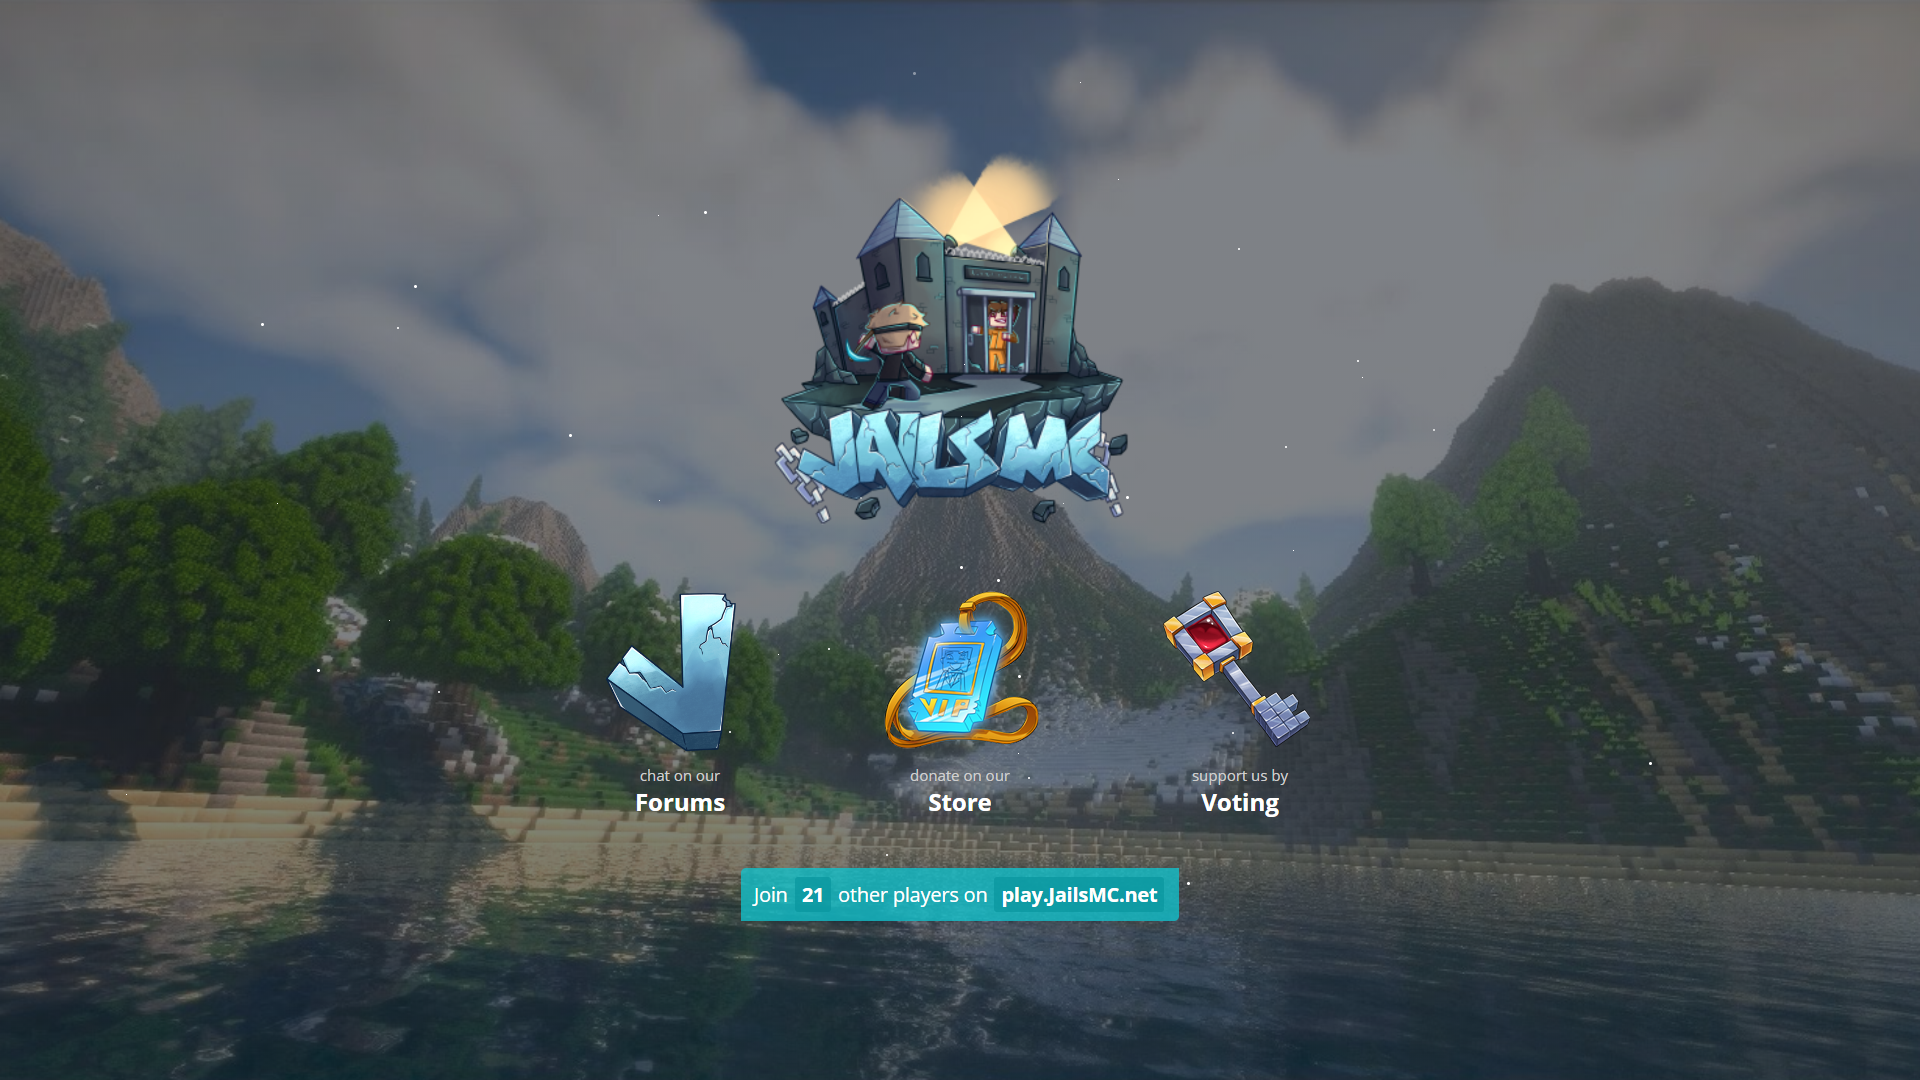 JAILSMC
VIP
chat on our
Forums
donate on our
Store
support us by
Voting
Join 21 other players on play.JailsMC.net